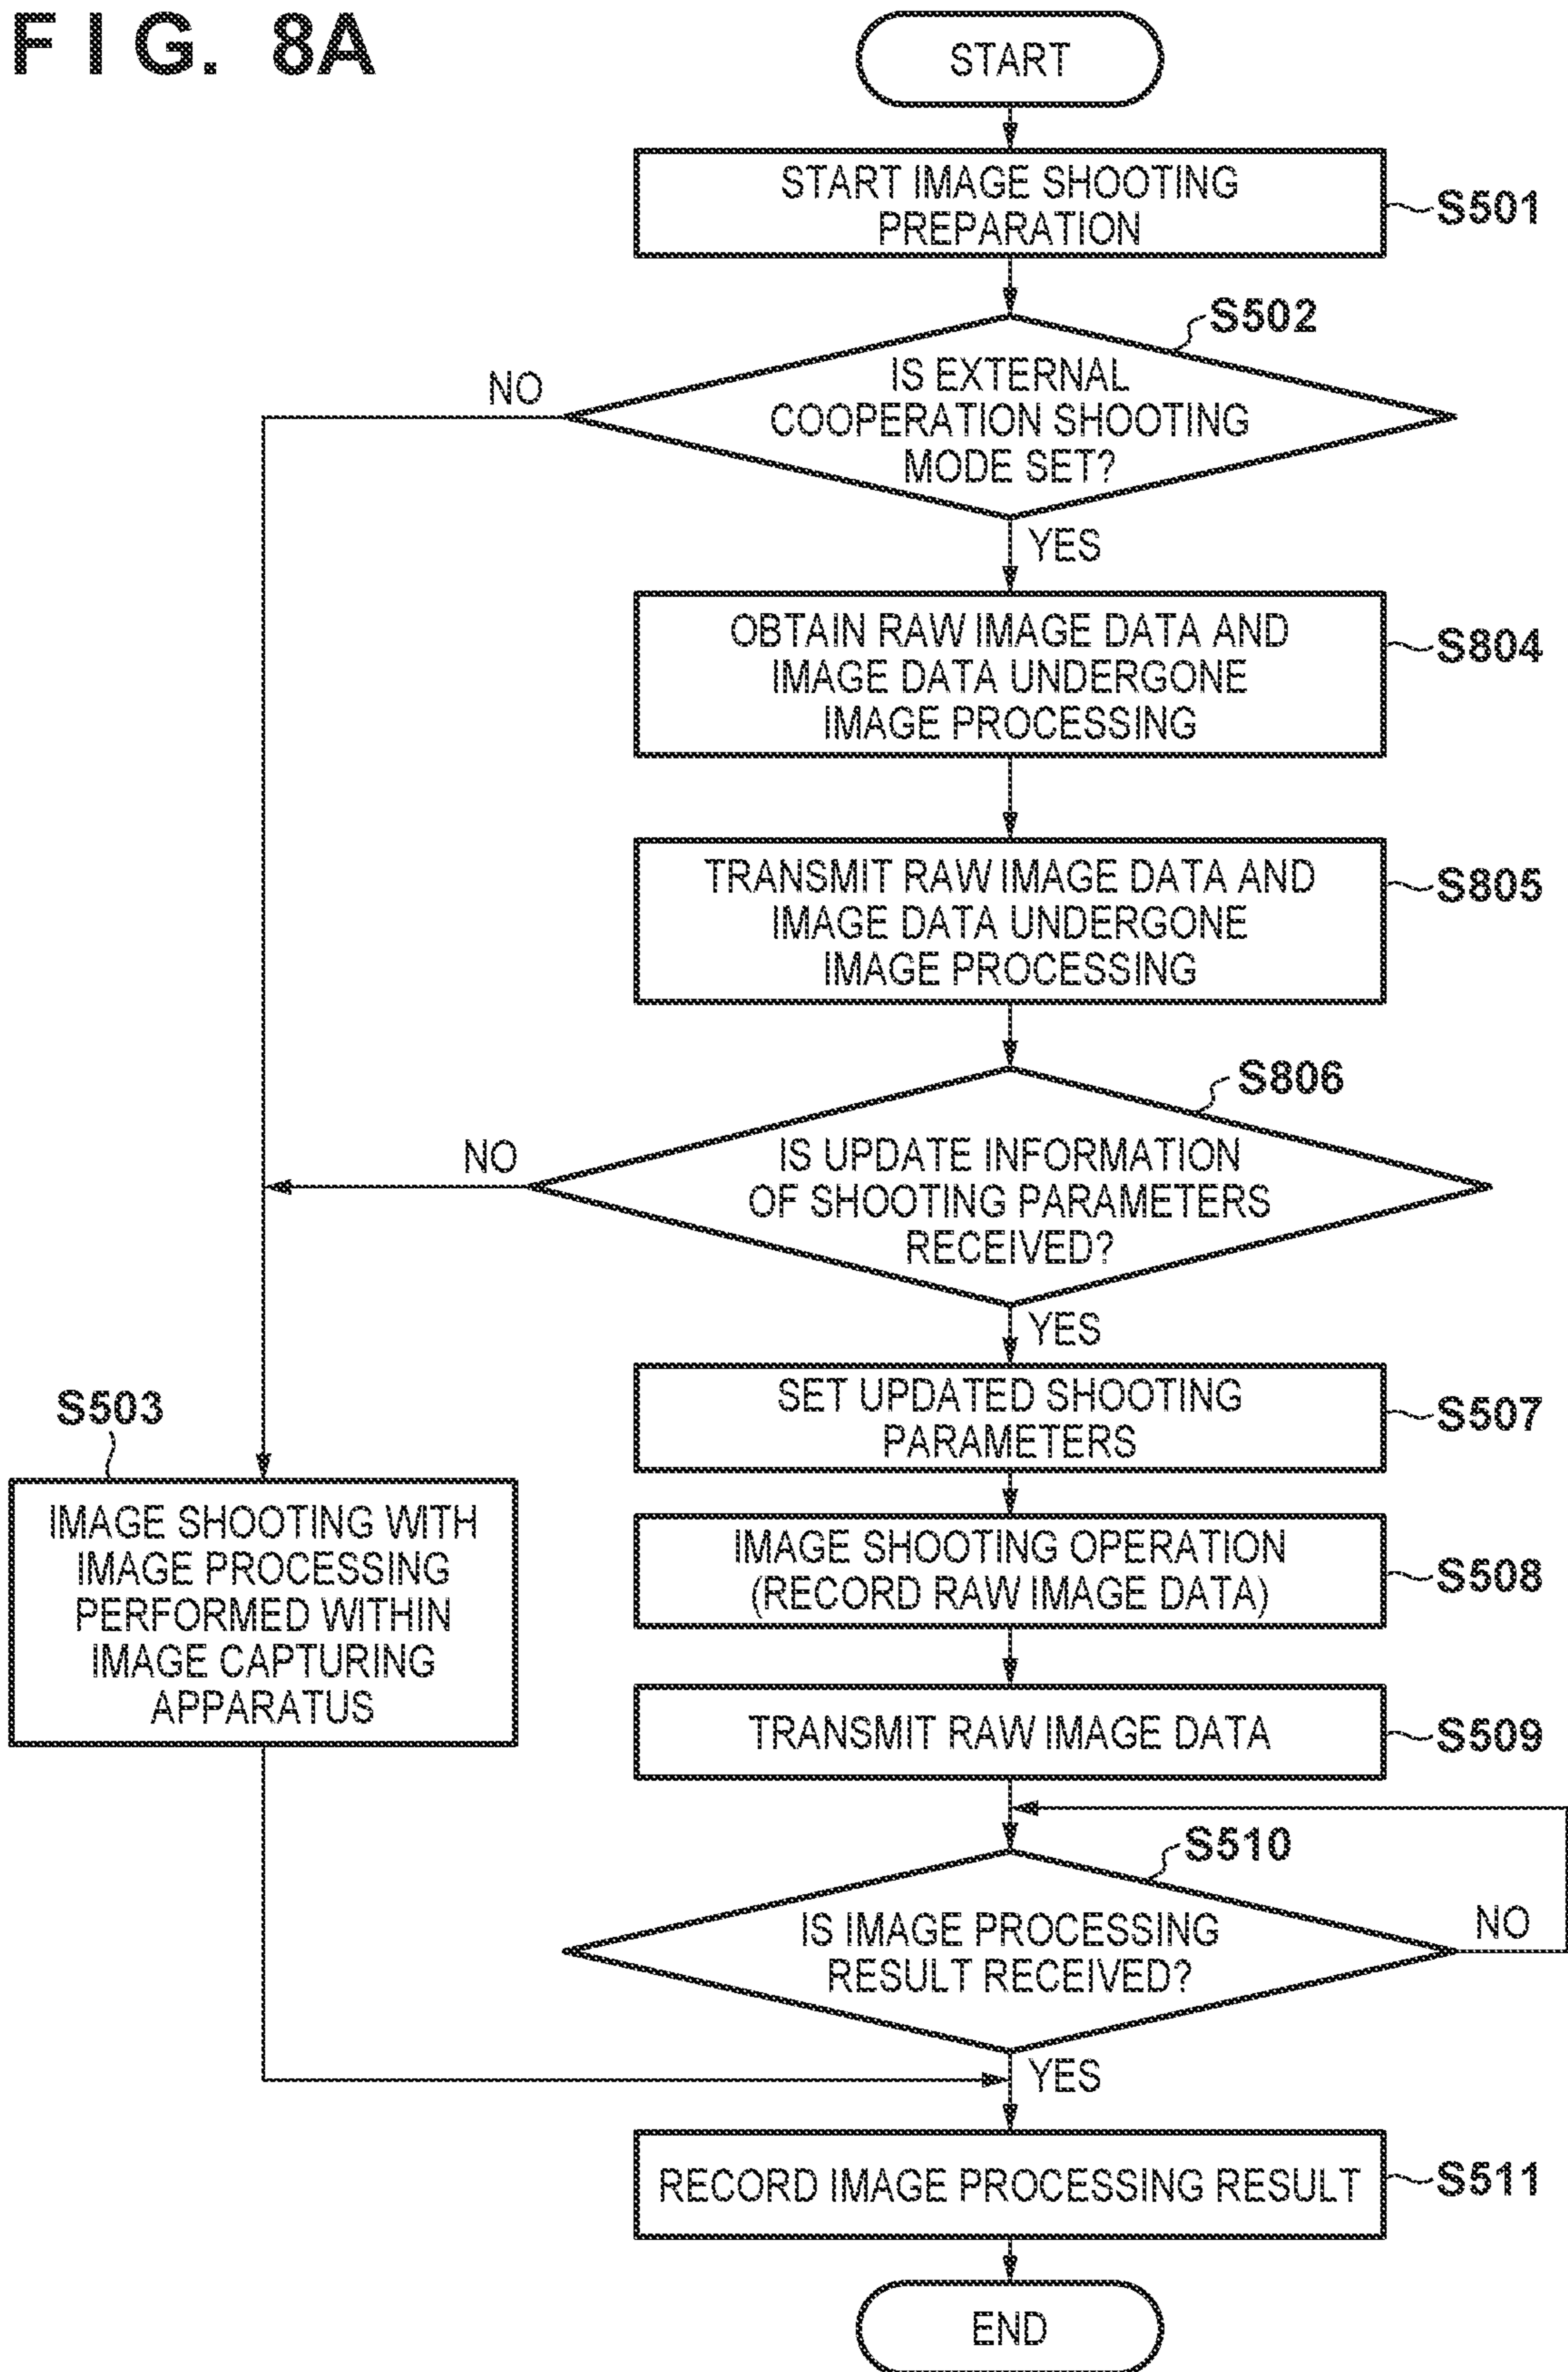 FIG. 8A
START
START IMAGE SHOOTING
PREPARATION
S501
S502
IS EXTERNAL
COOPERATION SHOOTING
MODE SET?
NO
YES
OBTAIN RAW IMAGE DATA AND
IMAGE DATA UNDERGONE
IMAGE PROCESSING
S804
TRANSMIT RAW IMAGE DATA AND
IMAGE DATA UNDERGONE
IMAGE PROCESSING
S805
S806
IS UPDATE INFORMATION
OF SHOOTING PARAMETERS
RECEIVED?
NO
YES
SET UPDATED SHOOTING
PARAMETERS
S507
S503
IMAGE SHOOTING WITH
IMAGE PROCESSING
PERFORMED WITHIN
IMAGE CAPTURING
APPARATUS
IMAGE SHOOTING OPERATION
(RECORD RAW IMAGE DATA)
S508
TRANSMIT RAW IMAGE DATA
S509
S510
IS IMAGE PROCESSING
RESULT RECEIVED?
NO
YES
RECORD IMAGE PROCESSING RESULT
S511
END